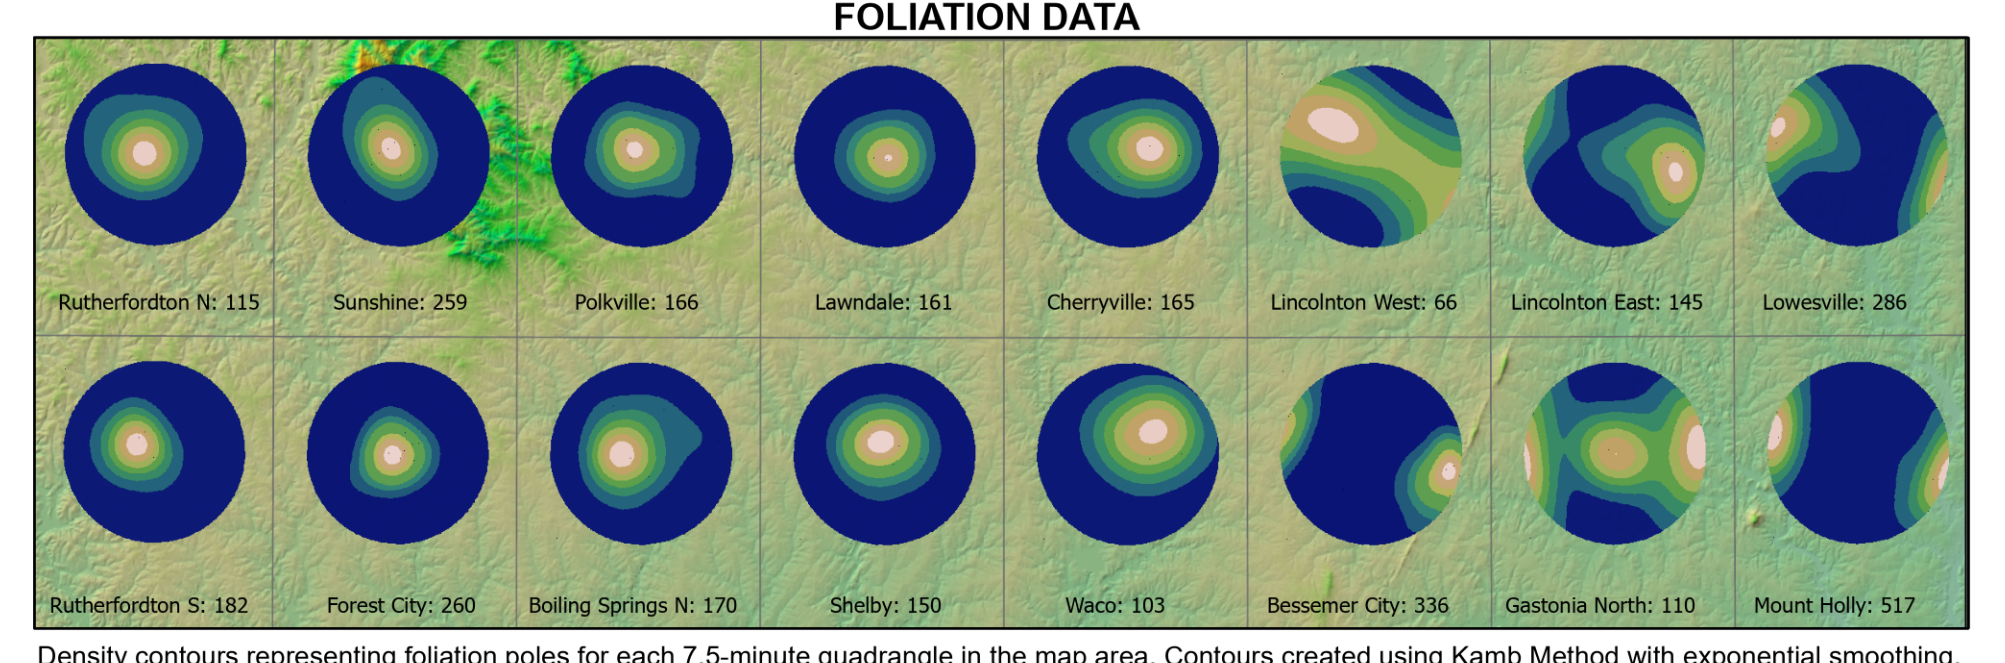 FOLIATION DATA
Rutherfordton N: 115
Sunshine: 259
Polkville: 166
Lawndale: 161
Cherryville: 165
Lincolnton West: 66
Lincolnton East: 145
Lowesville: 286
Rutherfordton S: 182
Forest City: 260
Boiling Springs N: 170
Shelby: 150
Waco: 103
Bessemer City: 336
Gastonia North: 110
Mount Holly: 517
Density contours representing foliation poles for each 7.5-minute quadrangle in the map area. Contours created using Kamb Method with exponential smoothing.